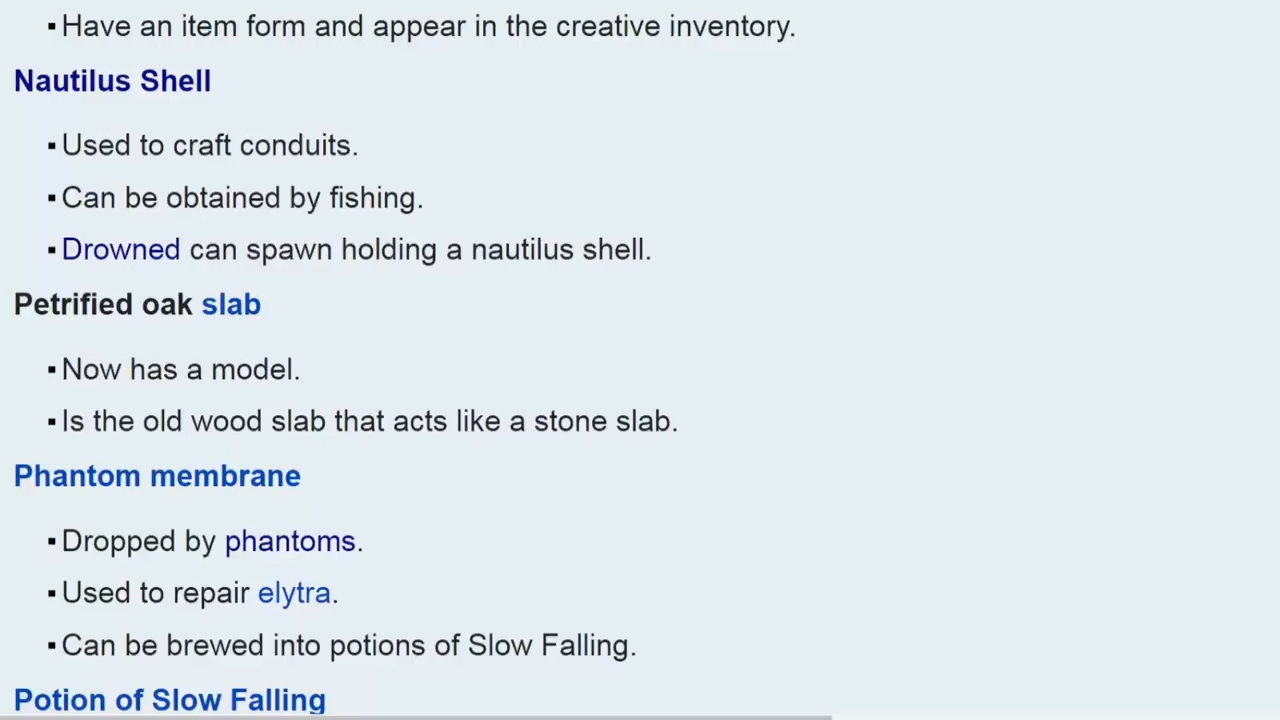 ▪ Have an item form and appear in the creative inventory.
Nautilus Shell
▪ Used to craft conduits.
▪ Can be obtained by fishing.
▪ Drowned can spawn holding a nautilus shell.
Petrified oak slab
▪ Now has a model.
▪ Is the old wood slab that acts like a stone slab.
Phantom membrane
▪ Dropped by phantoms.
▪ Used to repair elytra.
▪ Can be brewed into potions of Slow Falling.
Potion of Slow Falling